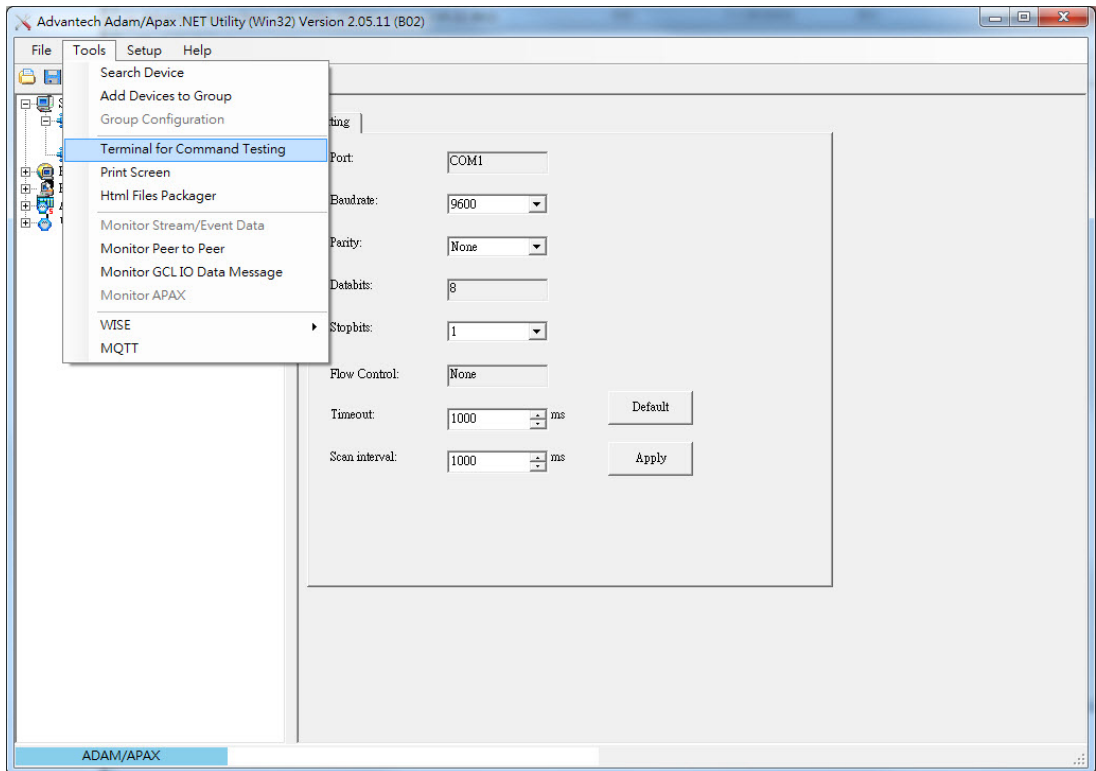 Advantech Adam/Apax .NET Utility (Win32) Version 2.05.11 (B02)
File Tools Setup Help
Search Device
Add Devices to Group
Group Configuration
Terminal for Command Testing
Print Screen
Html Files Packager
Monitor Stream/Event Data
Monitor Peer to Peer
Monitor GCL IO Data Message
Monitor APAX
WISE
MQTT
ting
Port: COM1
Baudrate: 9600
Parity: None
Databits: 8
Stopbits: 1
Flow Control: None
Timeout: 1000 ms Default
Scan interval: 1000 ms Apply
ADAM/APAX